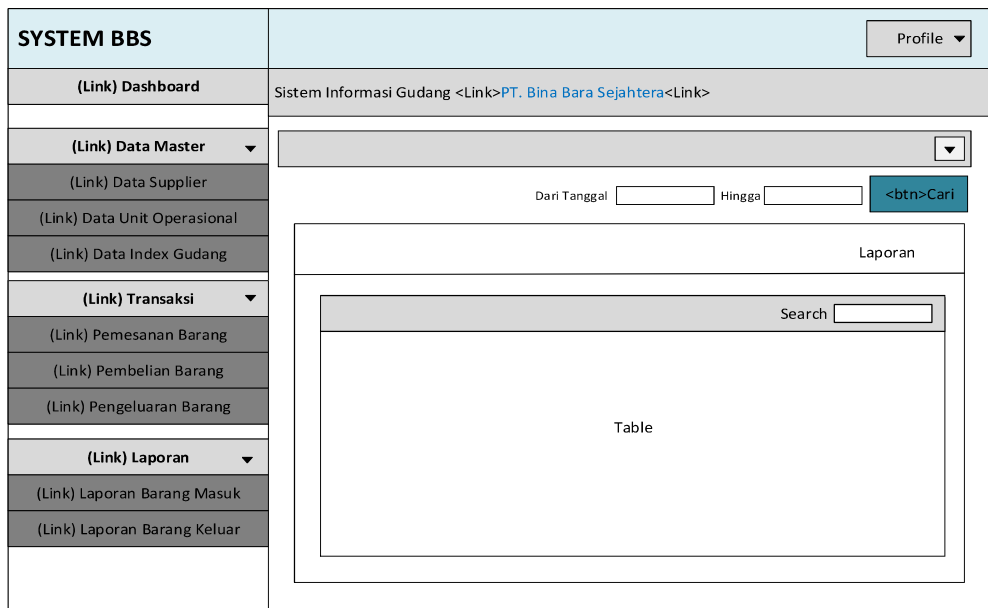 SYSTEM BBS
Profile
(Link) Dashboard
Sistem Informasi Gudang <Link>PT. Bina Bara Sejahtera<Link>
(Link) Data Master
(Link) Data Supplier
(Link) Data Unit Operasional
(Link) Data Index Gudang
(Link) Transaksi
(Link) Pemesanan Barang
(Link) Pembelian Barang
(Link) Pengeluaran Barang
(Link) Laporan
(Link) Laporan Barang Masuk
(Link) Laporan Barang Keluar
Dari Tanggal Hingga <btn>Cari
Laporan
Search
Table